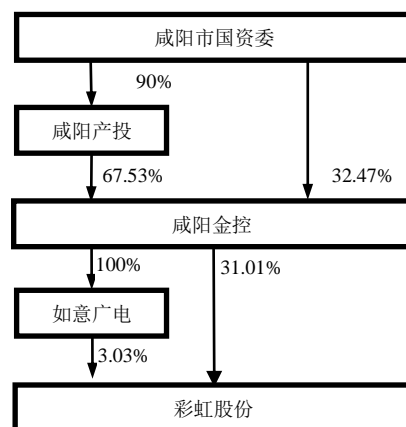 咸阳市国资委
90%
咸阳产投
67.53%
32.47%
咸阳金控
100%
31.01%
如意广电
3.03%
彩虹股份